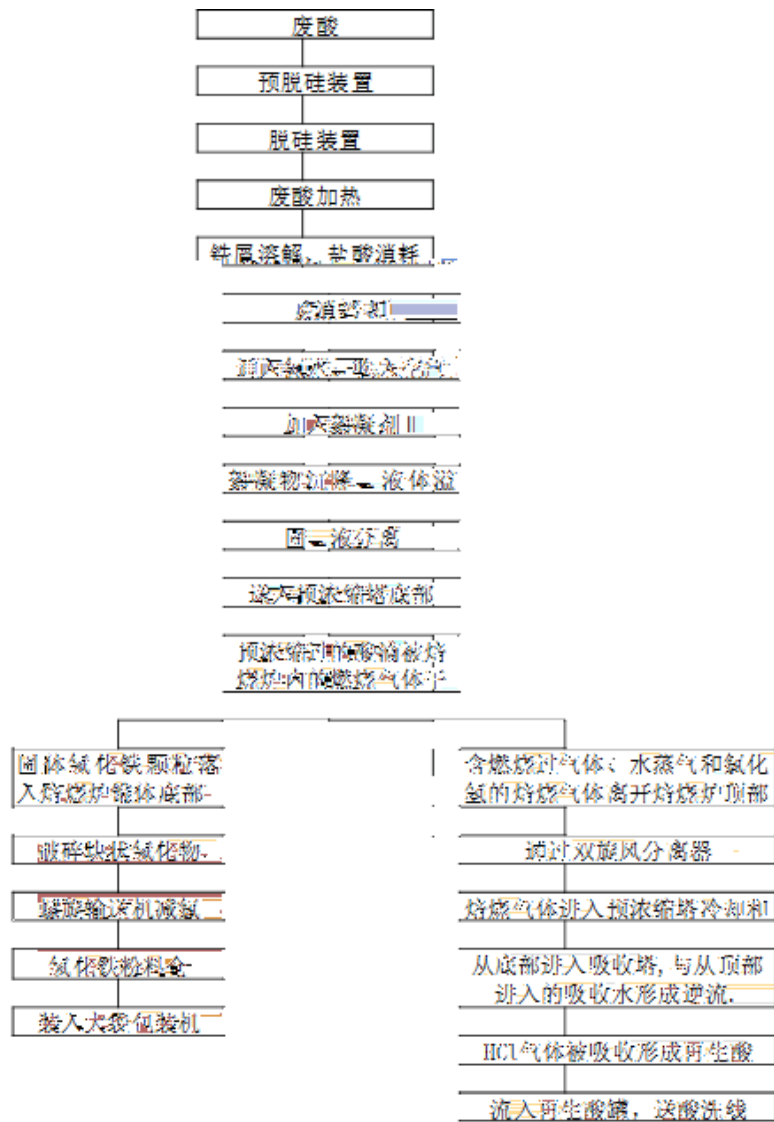 废酸
预脱硅装置
脱硅装置
废酸加热
铁屑溶解、盐酸消耗
加入絮凝剂
絮凝物沉降、液体溢
固、液分离
送入预浓缩塔底部
预浓缩过的酸滴被焙
烧炉内的燃烧气体干
固体氧化铁颗粒落
入焙烧炉锥体底部
破碎块状氧化物
螺旋输送机
氧化铁粉料输
装入大袋包装机
含燃烧过气体、水蒸气和氯化
氢的焙烧气体离开焙烧炉顶部
通过双旋风分离器
焙烧气体进入预浓缩塔冷却和
从底部进入吸收塔,与从顶部
进入的吸收水形成逆流.
HCl气体被吸收形成再生酸
流入再生酸罐，送酸洗线